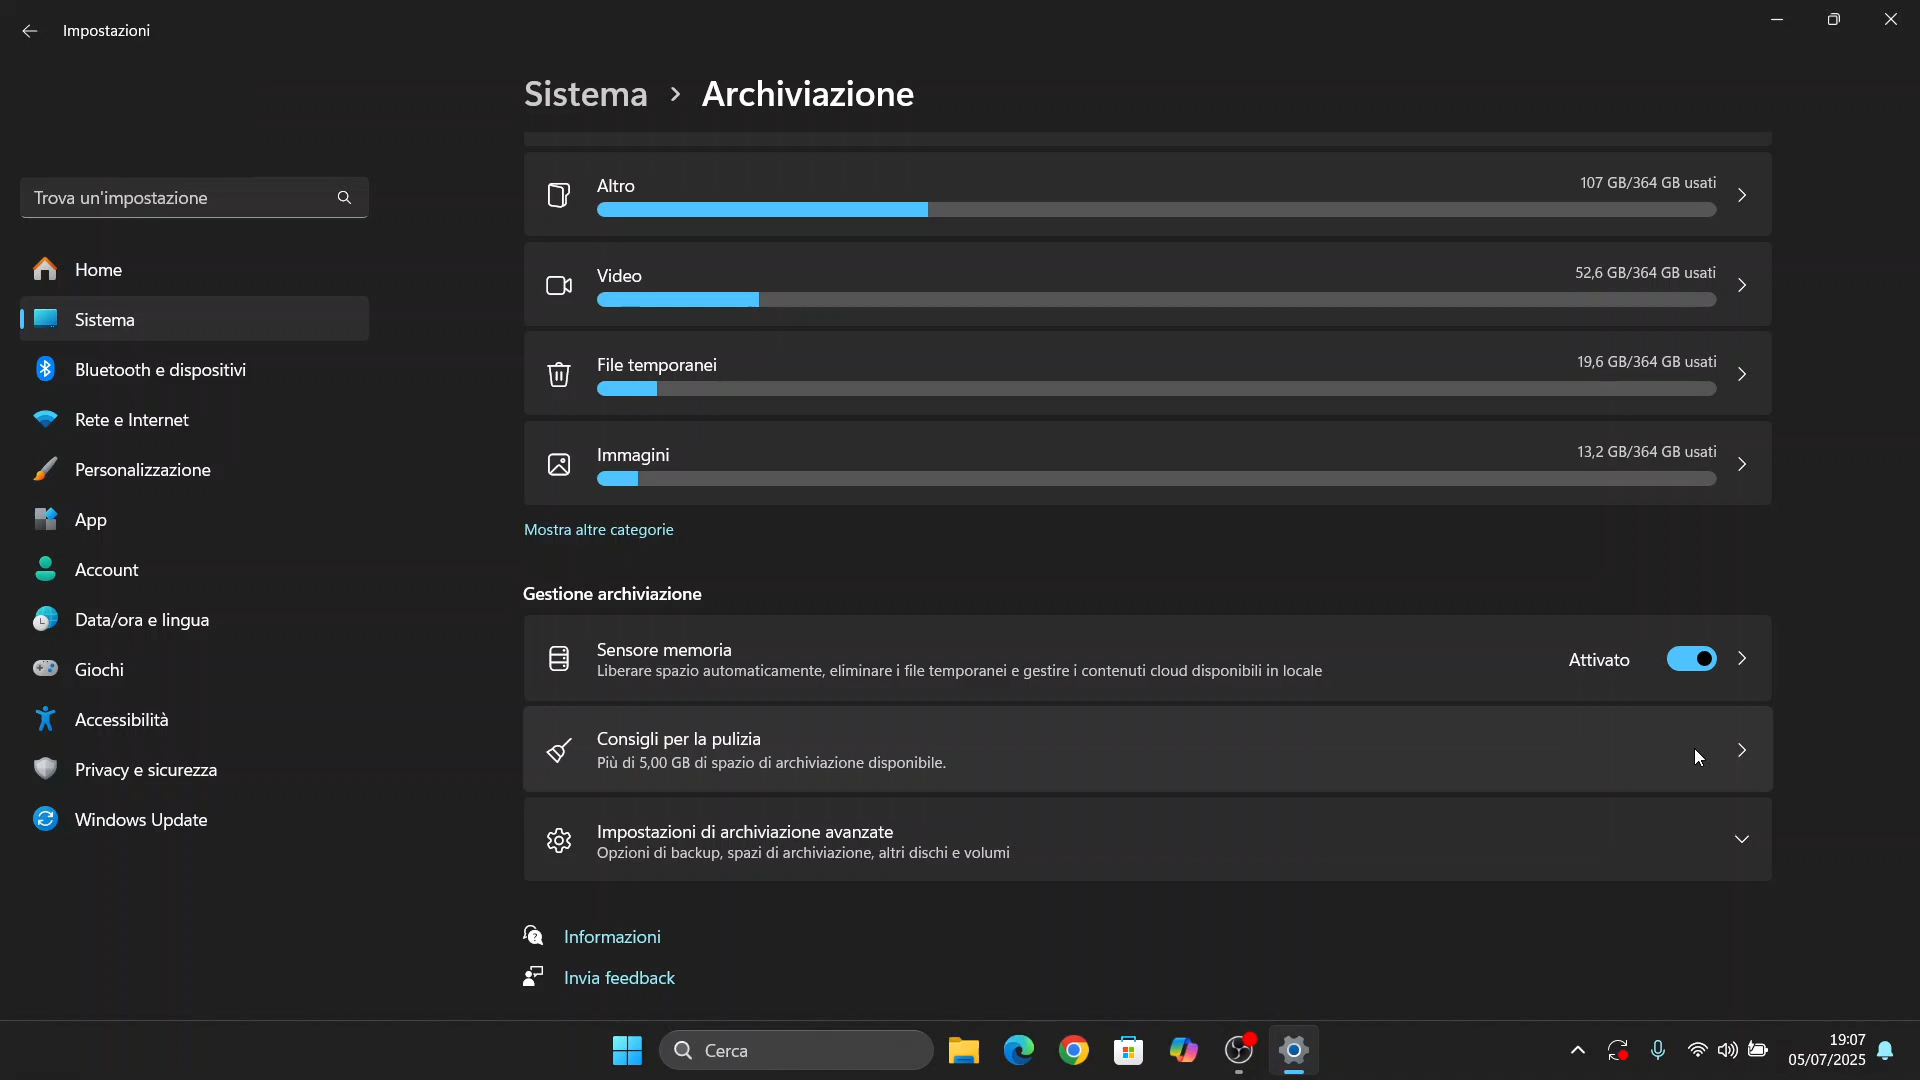 Impostazioni
Sistema > Archiviazione
Trova un'impostazione
Home
Sistema
Bluetooth e dispositivi
Rete e Internet
Personalizzazione
App
Account
Data/ora e lingua
Giochi
Accessibilità
Privacy e sicurezza
Windows Update
Altro
107 GB/364 GB usati
Video
52,6 GB/364 GB usati
File temporanei
19,6 GB/364 GB usati
Immagini
13,2 GB/364 GB usati
Mostra altre categorie
Gestione archiviazione
Sensore memoria
Liberare spazio automaticamente, eliminare i file temporanei e gestire i contenuti cloud disponibili in locale
Attivato
Consigli per la pulizia
Più di 5,00 GB di spazio di archiviazione disponibile.
Impostazioni di archiviazione avanzate
Opzioni di backup, spazi di archiviazione, altri dischi e volumi
Informazioni
Invia feedback
Cerca
19:07
05/07/2025